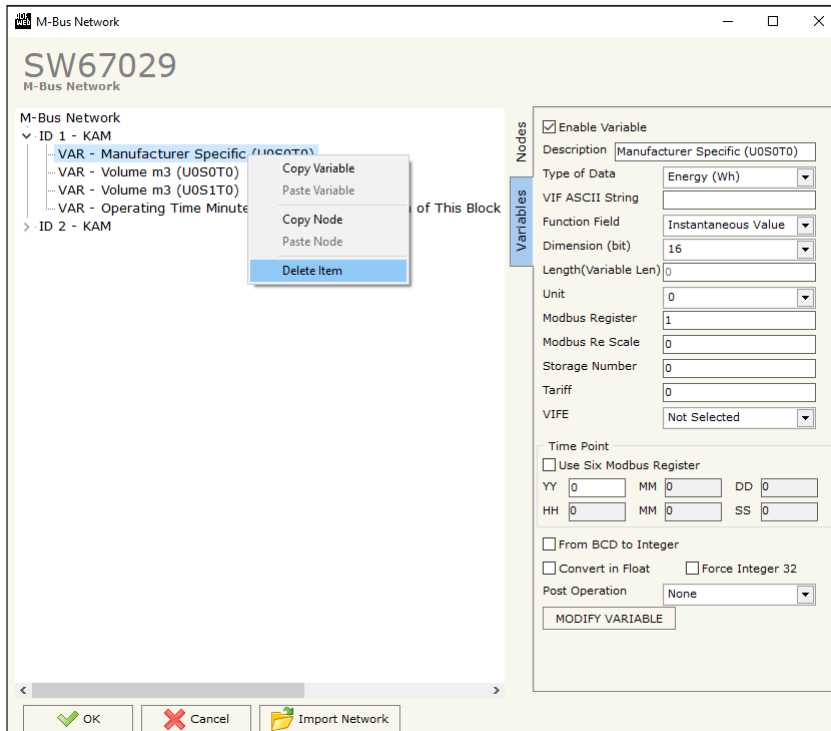 M-Bus Network
SW67029
M-Bus Network
M-Bus Network
ID 1 - KAM
VAR - Manufacturer Specific (U0S0T0)
VAR - Volume m3 (U0S0T0)
VAR - Volume m3 (U0S1T0)
VAR - Operating Time Minute of This Block
ID 2 - KAM
Copy Variable
Paste Variable
Copy Node
Paste Node
Delete Item
Nodes
Variables
Enable Variable
Description Manufacturer Specific (U0S0T0)
Type of Data Energy (Wh)
VIF ASCII String
Function Field Instantaneous Value
Dimension (bit) 16
Length(Variable Len) 0
Unit 0
Modbus Register 1
Modbus Re Scale 0
Storage Number 0
Tariff 0
VIFE Not Selected
Time Point
Use Six Modbus Register
YY 0 MM 0 DD 0
HH 0 MM 0 SS 0
From BCD to Integer
Convert in Float Force Integer 32
Post Operation None
MODIFY VARIABLE
OK Cancel Import Network